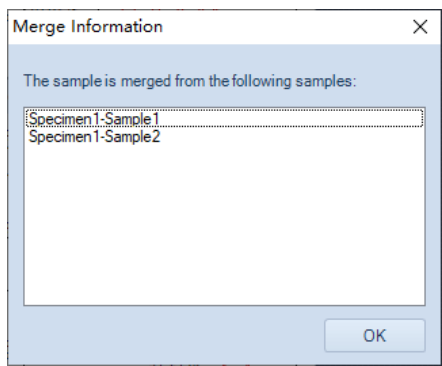 Merge Information
The sample is merged from the following samples:
Specimen1-Sample1
Specimen1-Sample2
OK